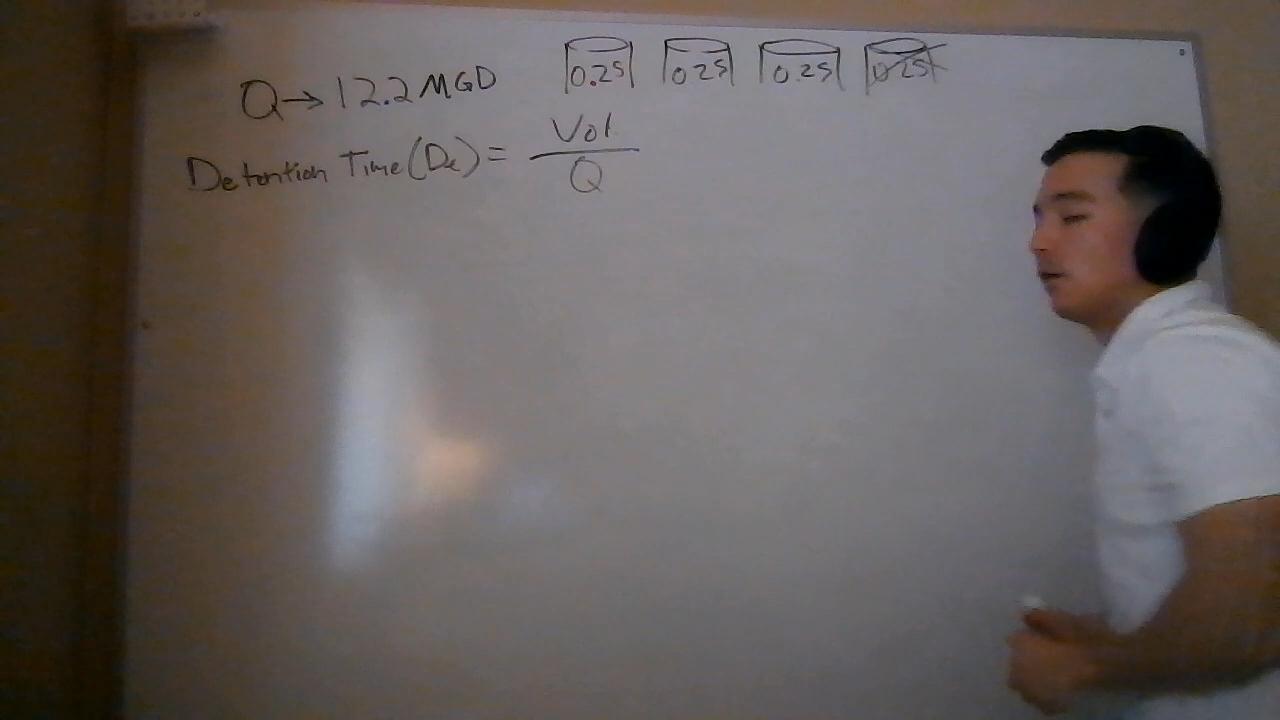 0.25 0.25 0.25 0.25
Q→12.2 MGD
Detention Time (Dt) = Vol. / Q